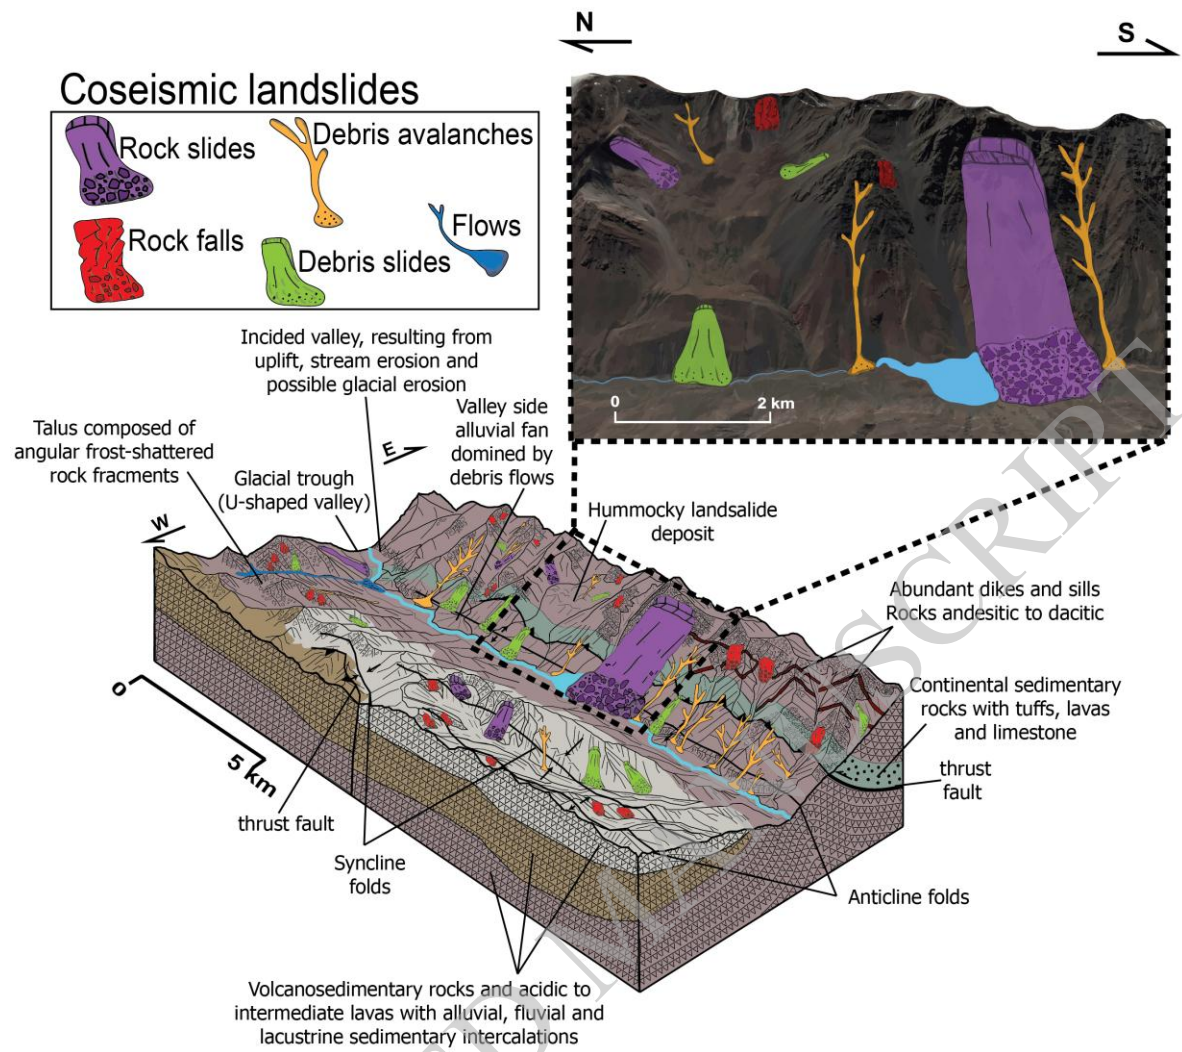 N
S
Coseismic landslides
Rock slides
Debris avalanches
Rock falls
Debris slides
Flows
0
2 km
Incided valley, resulting from
uplift, stream erosion and
possible glacial erosion
Valley side
alluvial fan
domined by
debris flows
Talus composed of
angular frost-shattered
rock fragments
Glacial trough
(U-shaped valley)
E
W
Hummocky landsalide
deposit
Abundant dikes and sills
Rocks andesitic to dacitic
Continental sedimentary
rocks with tuffs, lavas
and limestone
thrust
fault
0
5 km
thrust fault
Syncline
folds
Anticline folds
Volcanosedimentary rocks and acidic to
intermediate lavas with alluvial, fluvial and
lacustrine sedimentary intercalations